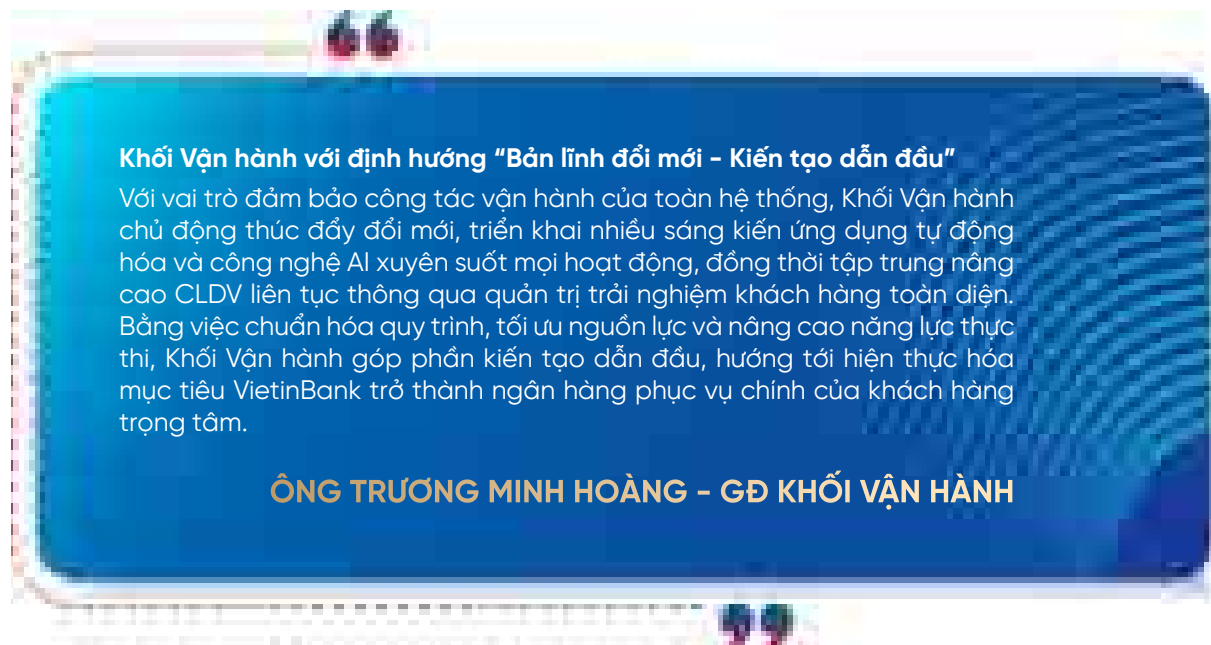 Khối Vận hành với định hướng “Bản lĩnh đổi mới - Kiến tạo dẫn đầu”
Với vai trò đảm bảo công tác vận hành của toàn hệ thống, Khối Vận hành
chủ động thúc đẩy đổi mới, triển khai nhiều sáng kiến ứng dụng tự động
hóa và công nghệ AI xuyên suốt mọi hoạt động, đồng thời tập trung nâng
cao CLDV liên tục thông qua quản trị trải nghiệm khách hàng toàn diện.
Bằng việc chuẩn hóa quy trình, tối ưu nguồn lực và nâng cao năng lực thực
thi, Khối Vận hành góp phần kiến tạo dẫn đầu, hướng tới hiện thực hóa
mục tiêu VietinBank trở thành ngân hàng phục vụ chính của khách hàng
trọng tâm.
ÔNG TRƯƠNG MINH HOÀNG - GĐ KHỐI VẬN HÀNH